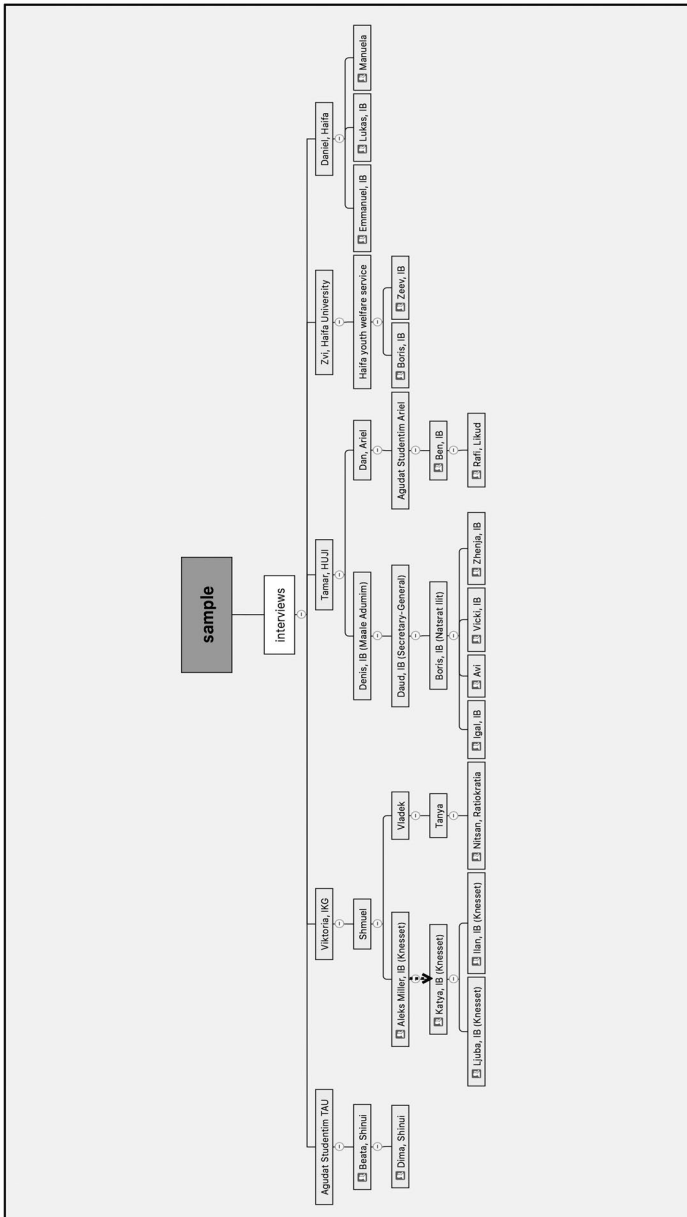 sample
interviews
Agudat Studentim TAU
Beata, Shinui
Dima, Shinui
Viktoria, IKG
Shmuel
Aleks Miller, IB (Knesset)
Katya, IB (Knesset)
Ljuba, IB (Knesset)
Ilan, IB (Knesset)
Vladek
Tanya
Nitsan, Ratiokratia
Tamar, HUJI
Denis, IB (Maale Adumim)
Daud, IB (Secretary-General)
Boris, IB (Natsrat Ilit)
Igal, IB
Avi
Vicki, IB
Zhenja, IB
Dan, Ariel
Agudat Studentim Ariel
Ben, IB
Rafi, Likud
Zvi, Haifa University
Haifa youth welfare service
Boris, IB
Zeev, IB
Daniel, Haifa
Emmanuel, IB
Lukas, IB
Manuela